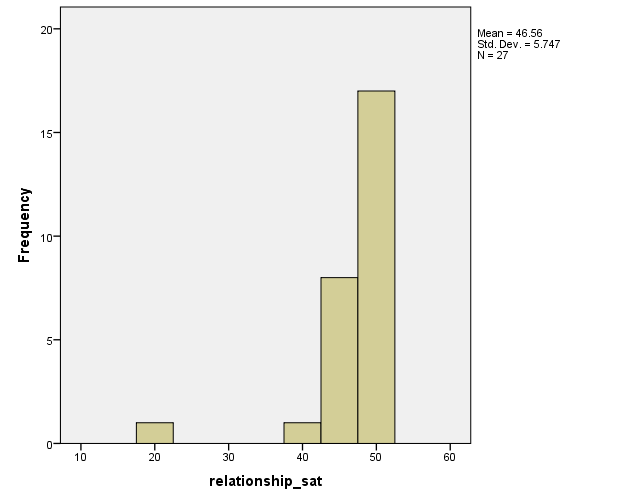 Mean = 46.56
Std. Dev. = 5.747
N = 27
20
15
10
5
0
Frequency
10 20 30 40 50 60
relationship_sat